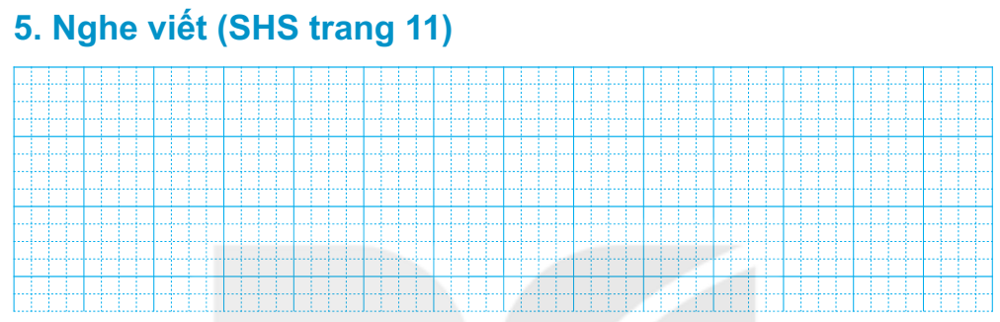 5. Nghe viết (SHS trang 11)